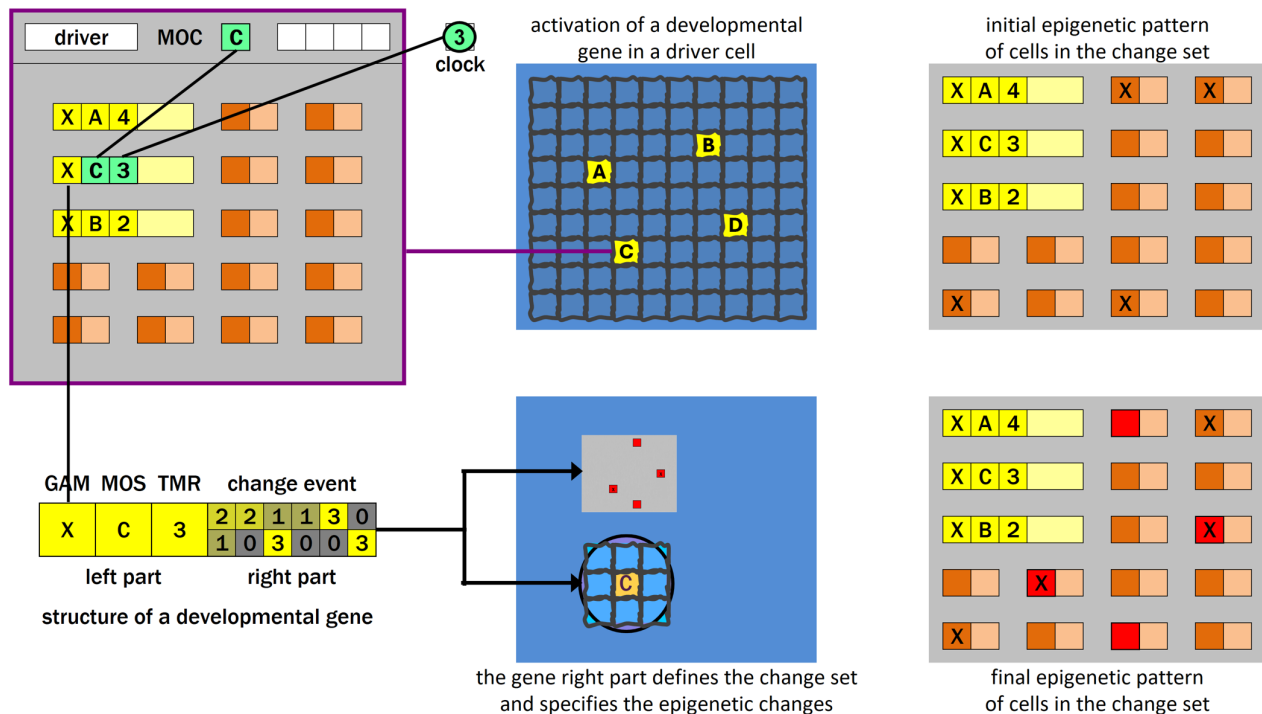 driver MOC C
3
clock
X A 4
X C 3
X B 2
GAM MOS TMR change event
X C 3 2 2 1 1 3 0
1 0 3 0 0 3
left part right part
structure of a developmental gene
activation of a developmental
gene in a driver cell
B
A
D
C
C
the gene right part defines the change set
and specifies the epigenetic changes
initial epigenetic pattern
of cells in the change set
X A 4 X X
X C 3
X B 2
X X
X A 4 X
X C 3
X B 2 X
X
X
final epigenetic pattern
of cells in the change set